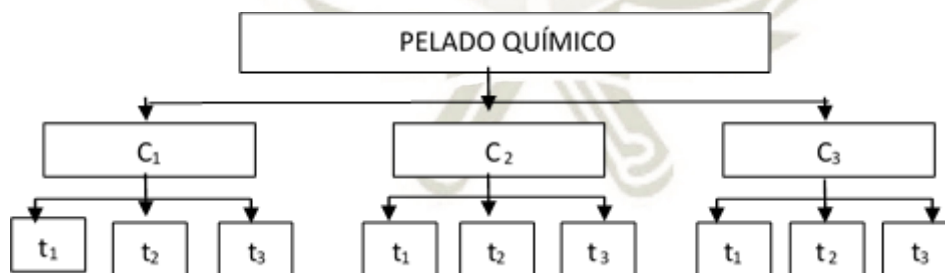 PELADO QUÍMICO
C₁ C₂ C₃
t₁ t₂ t₃ t₁ t₂ t₃ t₁ t₂ t₃